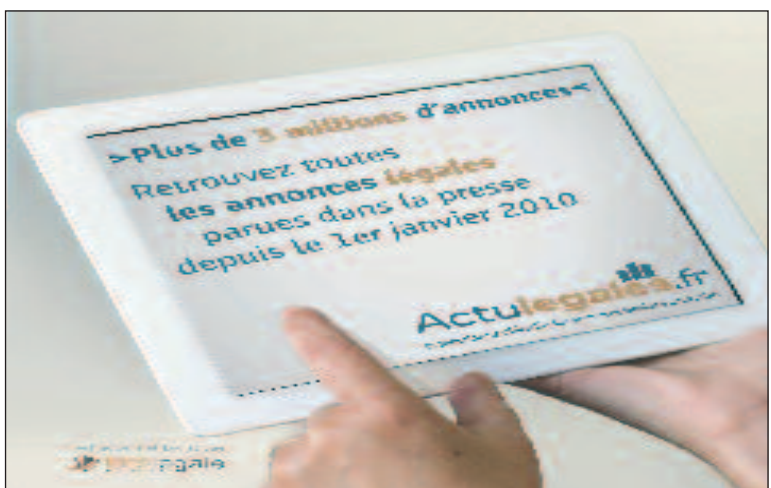 >Plus de 3 millions d'annonces<
Retrouvez toutes
les annonces légales
parues dans la presse
depuis le 1er janvier 2010
Actulegales.fr